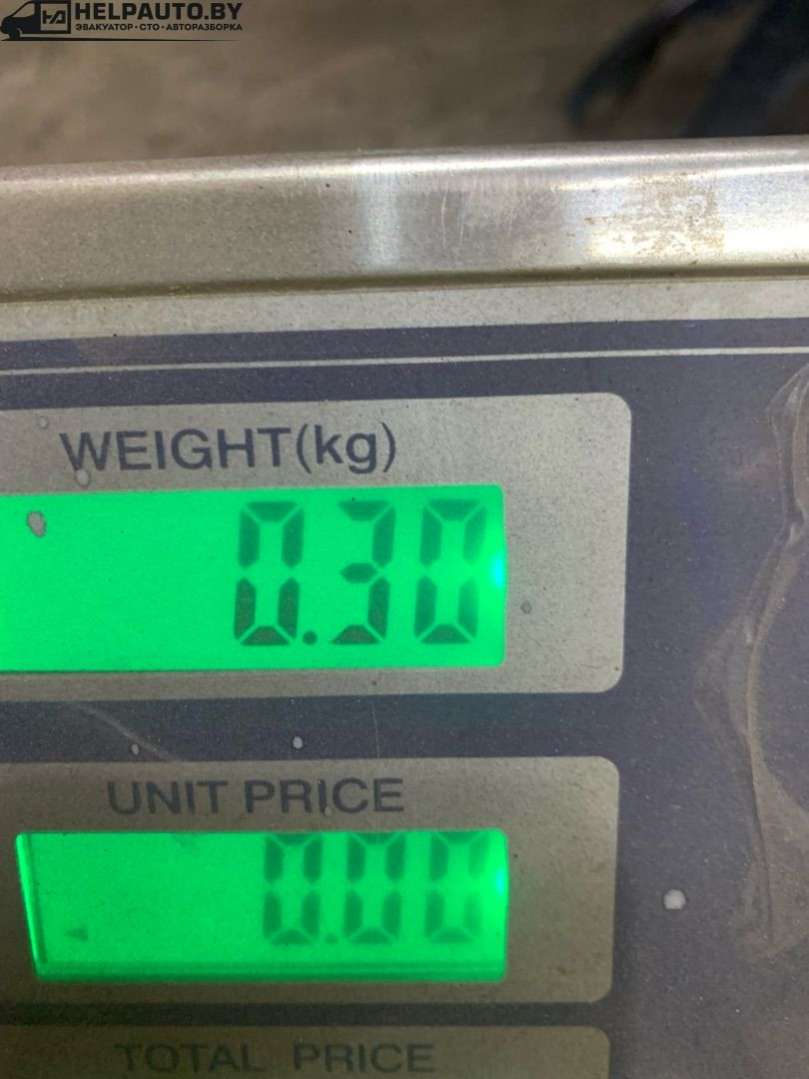 HELPAUTO.BY
ЭВАКУАТОР·СТО·АВТОРАЗБОРКА
WEIGHT(kg)
0.30
UNIT PRICE
0.00
TOTAL PRICE